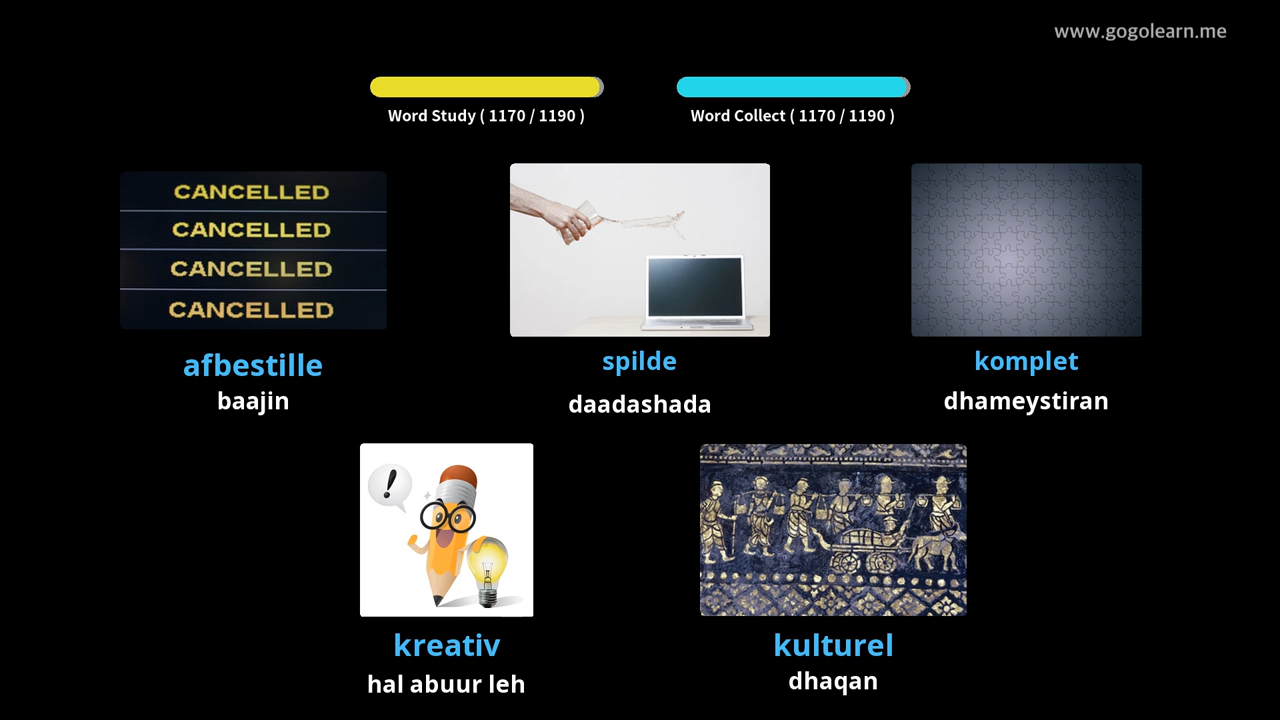 www.gogolearn.me
Word Study ( 1170 / 1190 )
Word Collect ( 1170 / 1190 )
CANCELLED
CANCELLED
CANCELLED
CANCELLED
afbestille
baajin
spilde
daadashada
komplet
dhameystiran
!
kreativ
hal abuur leh
kulturel
dhaqan